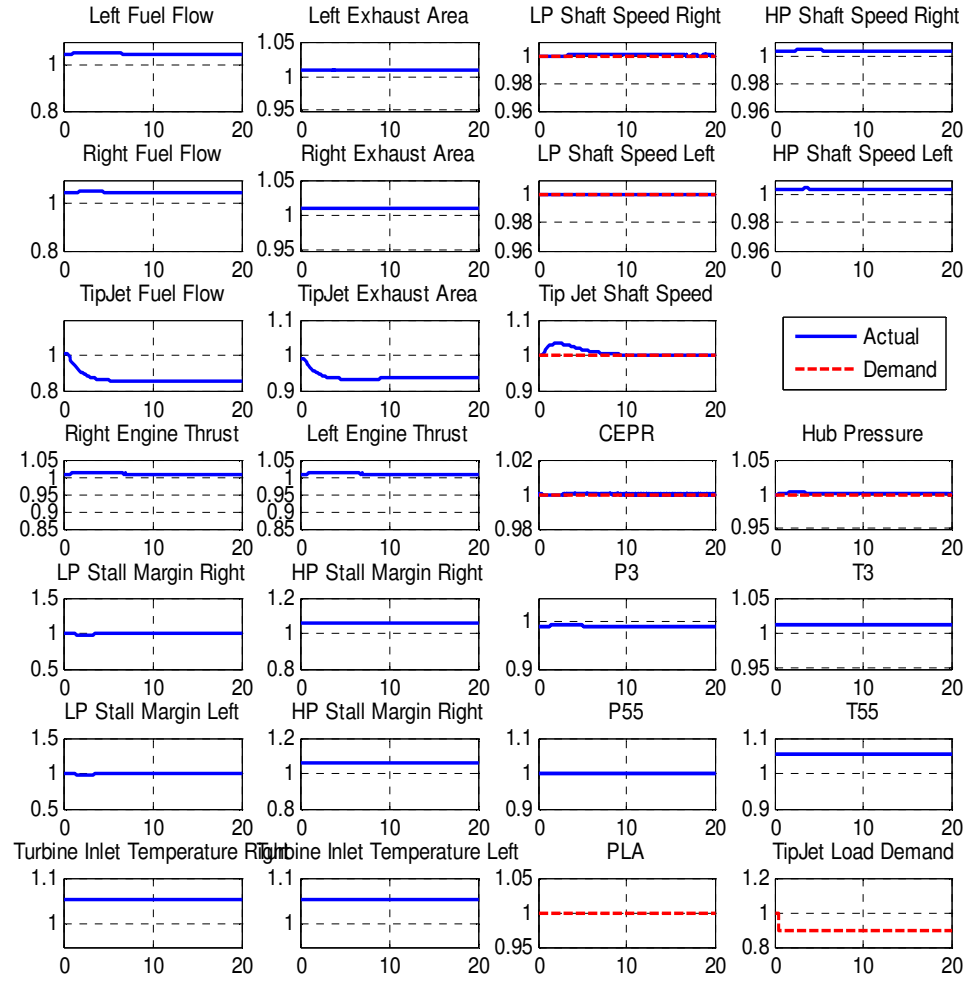 Left Fuel Flow Left Exhaust Area LP Shaft Speed Right HP Shaft Speed Right
1 0.8 0 10 20
1.05 1 0.95 0 10 20
1 0.98 0.96 0 10 20
1 0.98 0.96 0 10 20
Right Fuel Flow Right Exhaust Area LP Shaft Speed Left HP Shaft Speed Left
1 0.8 0 10 20
1.05 1 0.95 0 10 20
1 0.98 0.96 0 10 20
1 0.98 0.96 0 10 20
TipJet Fuel Flow TipJet Exhaust Area Tip Jet Shaft Speed
1 0.8 0 10 20
1.1 1 0.9 0 10 20
1.1 1 0.9 0 10 20
Actual
Demand
Right Engine Thrust Left Engine Thrust CEPR Hub Pressure
1.05 1 0.95 0.9 0.85 0 10 20
1.05 1 0.95 0.9 0.85 0 10 20
1.02 1 0.98 0 10 20
1.05 1 0.95 0 10 20
LP Stall Margin Right HP Stall Margin Right P3 T3
1.5 1 0.5 0 10 20
1.2 1 0.8 0 10 20
1 0.9 0 10 20
1.05 1 0.95 0 10 20
LP Stall Margin Left HP Stall Margin Right P55 T55
1.5 1 0.5 0 10 20
1.2 1 0.8 0 10 20
1.1 1 0.9 0 10 20
1.1 1 0.9 0 10 20
Turbine Inlet Temperature Right Turbine Inlet Temperature Left PLA TipJet Load Demand
1.1 1 0 10 20
1.1 1 0 10 20
1.05 1 0.95 0 10 20
1.2 1 0.8 0 10 20